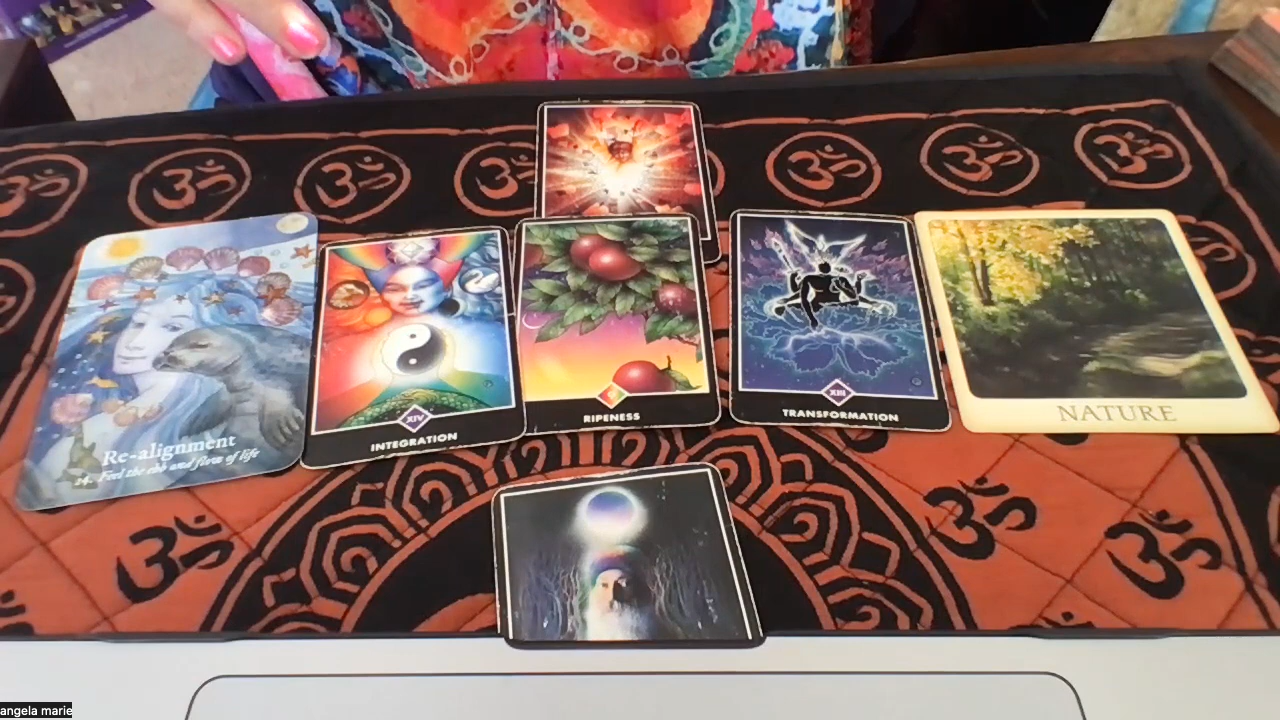 Re-alignment
14. Feel the ebb and flow of life
XIV
INTEGRATION
RIPENESS
XIII
TRANSFORMATION
NATURE
ॐ
ॐ
ॐ
ॐ
ॐ
ॐ
ॐ
ॐ
ॐ
ॐ
angela marie